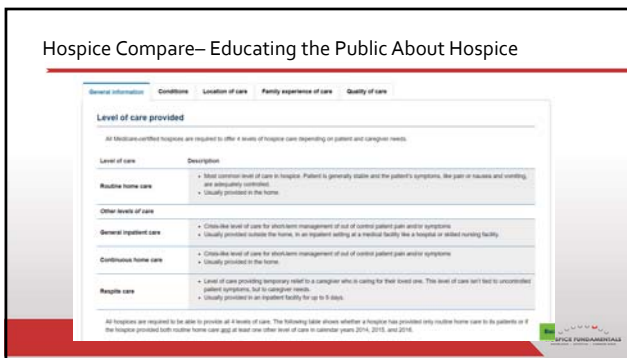 Hospice Compare– Educating the Public About Hospice
General information Conditions Location of care Family experience of care Quality of care
Level of care provided
All Medicare-certified hospices are required to offer 4 levels of hospice care depending on patient and caregiver needs.
Level of care Description
Routine home care
• Most common level of care in hospice. Patient is generally stable and the patient's symptoms, like pain or nausea and vomiting,
are adequately controlled.
• Usually provided in the home.
Other levels of care
General inpatient care
• Crisis-like level of care for short-term management of out of control patient pain and/or symptoms
• Usually provided outside the home, in an inpatient setting at a medical facility like a hospital or skilled nursing facility.
Continuous home care
• Crisis-like level of care for short-term management of out of control patient pain and/or symptoms
• Usually provided in the home.
Respite care
• Level of care providing temporary relief to a caregiver who is caring for their loved one. This level of care isn't tied to uncontrolled
patient symptoms, but to caregiver needs.
• Usually provided in an inpatient facility for up to 5 days.
All hospices are required to be able to provide all 4 levels of care. The following table shows whether a hospice has provided only routine home care to its patients or if
the hospice provided both routine home care and at least one other level of care in calendar years 2014, 2015, and 2016.
SPICE FUNDAMENTALS